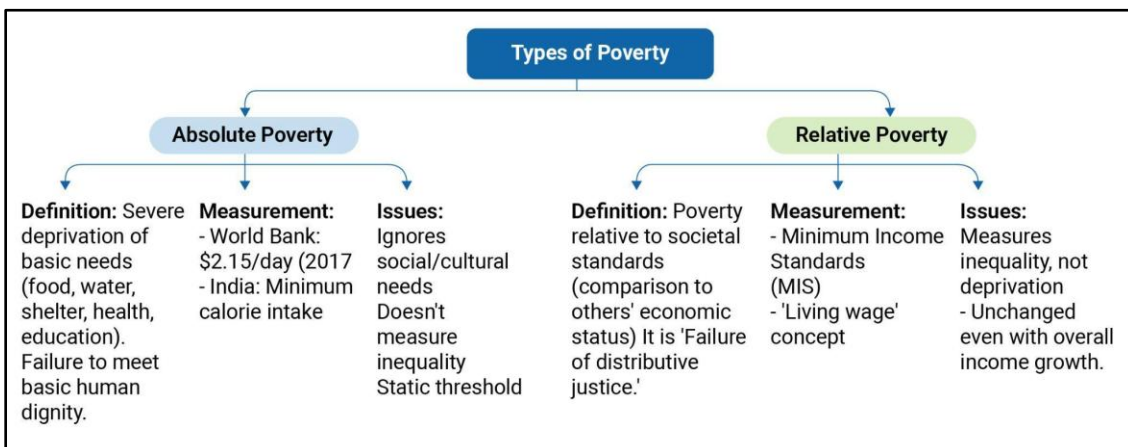 Types of Poverty
Absolute Poverty
Relative Poverty
Definition: Severe
deprivation of
basic needs
(food, water,
shelter, health,
education).
Failure to meet
basic human
dignity.
Measurement:
- World Bank:
$2.15/day (2017
- India: Minimum
calorie intake
Issues:
Ignores
social/cultural
needs
Doesn't
measure
inequality
Static threshold
Definition: Poverty
relative to societal
standards
(comparison to
others' economic
status) It is 'Failure
of distributive
justice.'
Measurement:
- Minimum Income
Standards
(MIS)
- 'Living wage'
concept
Issues:
Measures
inequality, not
deprivation
- Unchanged
even with overall
income growth.